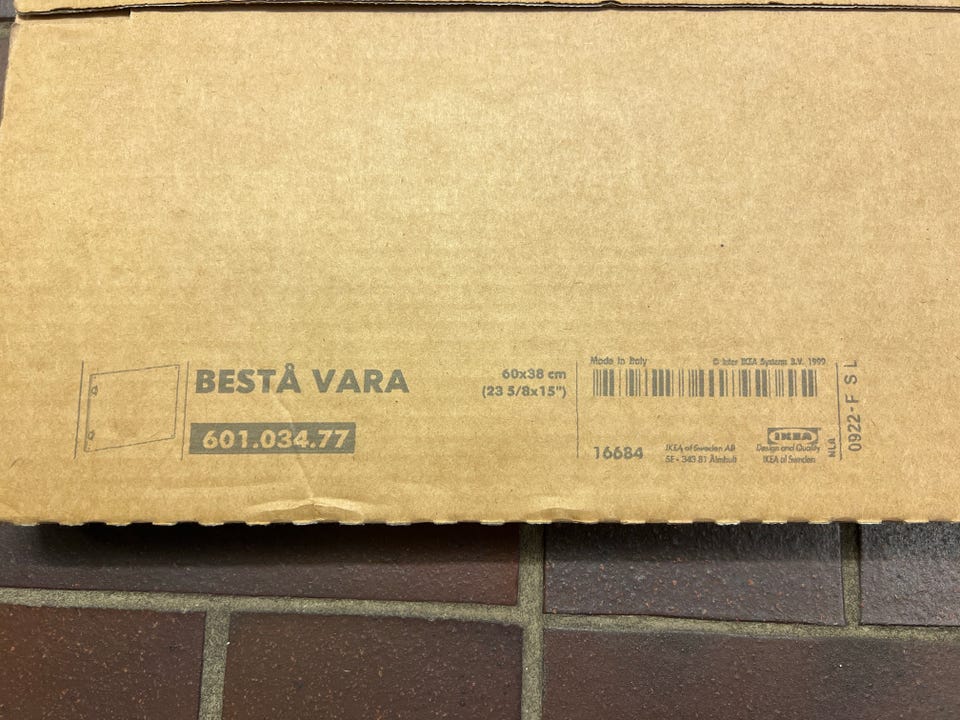 BESTÅ VARA
601.034.77
60x38 cm
(23 5/8x15")
Made in Italy
© Inter IKEA Systems B.V. 1999
16684
IKEA of Sweden AB
SE - 343 81 Älmhult
IKEA
Design and Quality
IKEA of Sweden
NLA
0922-F S L